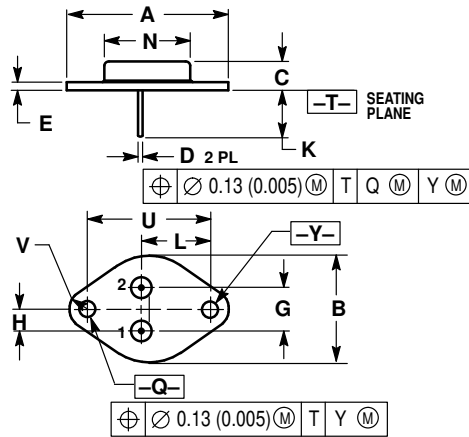 A
N
C
–T– SEATING PLANE
E
K
D 2 PL
⌖ ∅ 0.13 (0.005) Ⓜ T Q Ⓜ Y Ⓜ
U
L
–Y–
V
2
H
G
B
1
–Q–
⌖ ∅ 0.13 (0.005) Ⓜ T Y Ⓜ